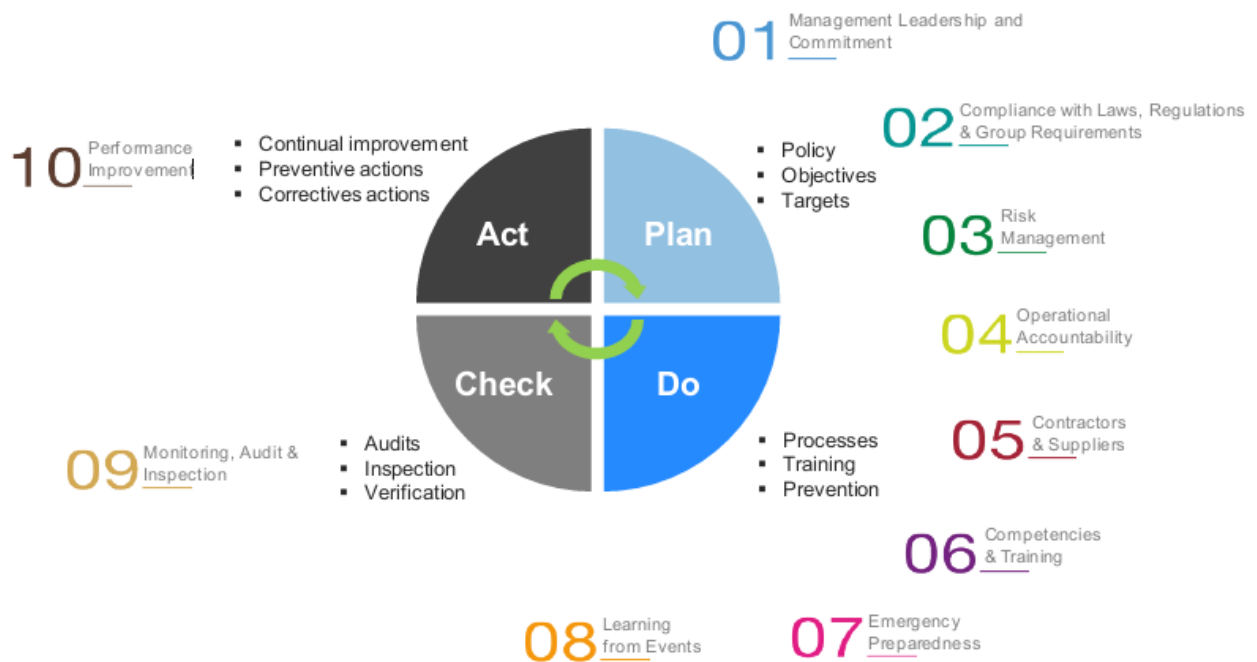 01 Management Leadership and
Commitment
02 Compliance with Laws, Regulations
& Group Requirements
03 Risk
Management
04 Operational
Accountability
05 Contractors
& Suppliers
06 Competencies
& Training
07 Emergency
Preparedness
08 Learning
from Events
09 Monitoring, Audit &
Inspection
10 Performance
Improvement
▪ Continual improvement
▪ Preventive actions
▪ Correctives actions
Act
Plan
▪ Policy
▪ Objectives
▪ Targets
Check
Do
▪ Audits
▪ Inspection
▪ Verification
▪ Processes
▪ Training
▪ Prevention